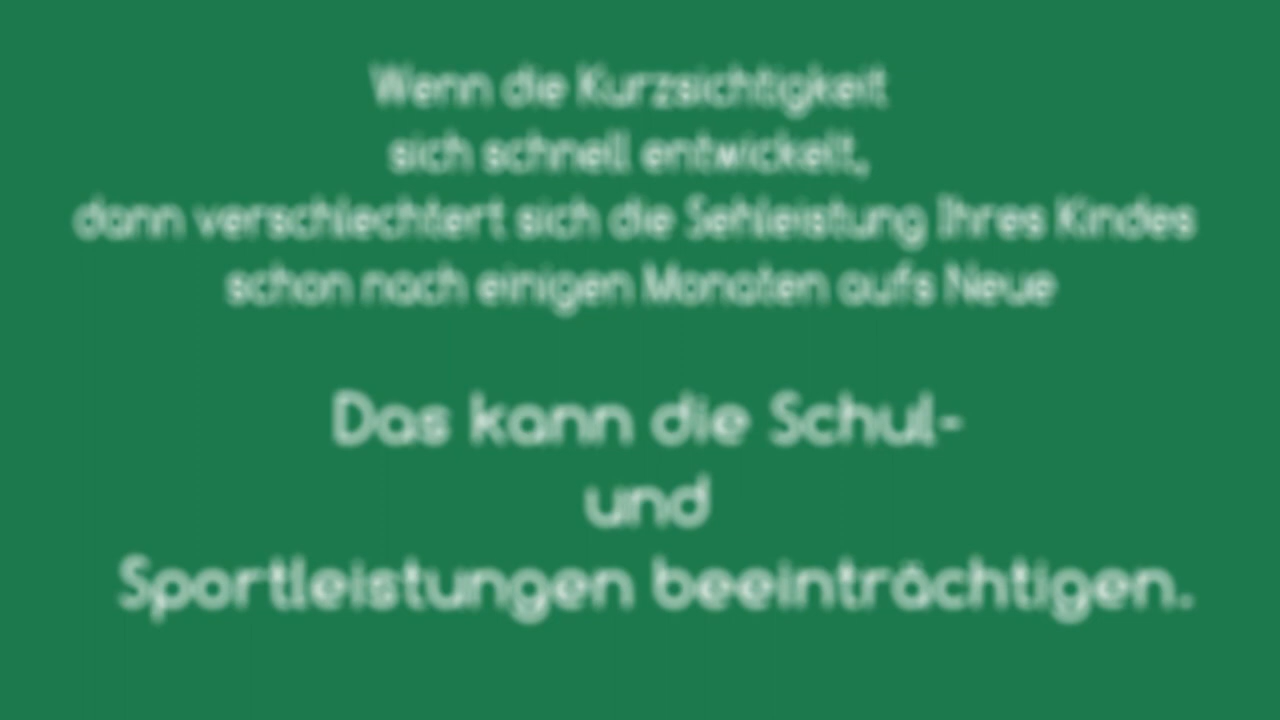 Wenn die Kurzsichtigkeit
sich schnell entwickelt,
dann verschlechtert sich die Sehleistung Ihres Kindes
schon nach einigen Monaten aufs Neue
Das kann die Schul-
und
Sportleistungen beeinträchtigen.